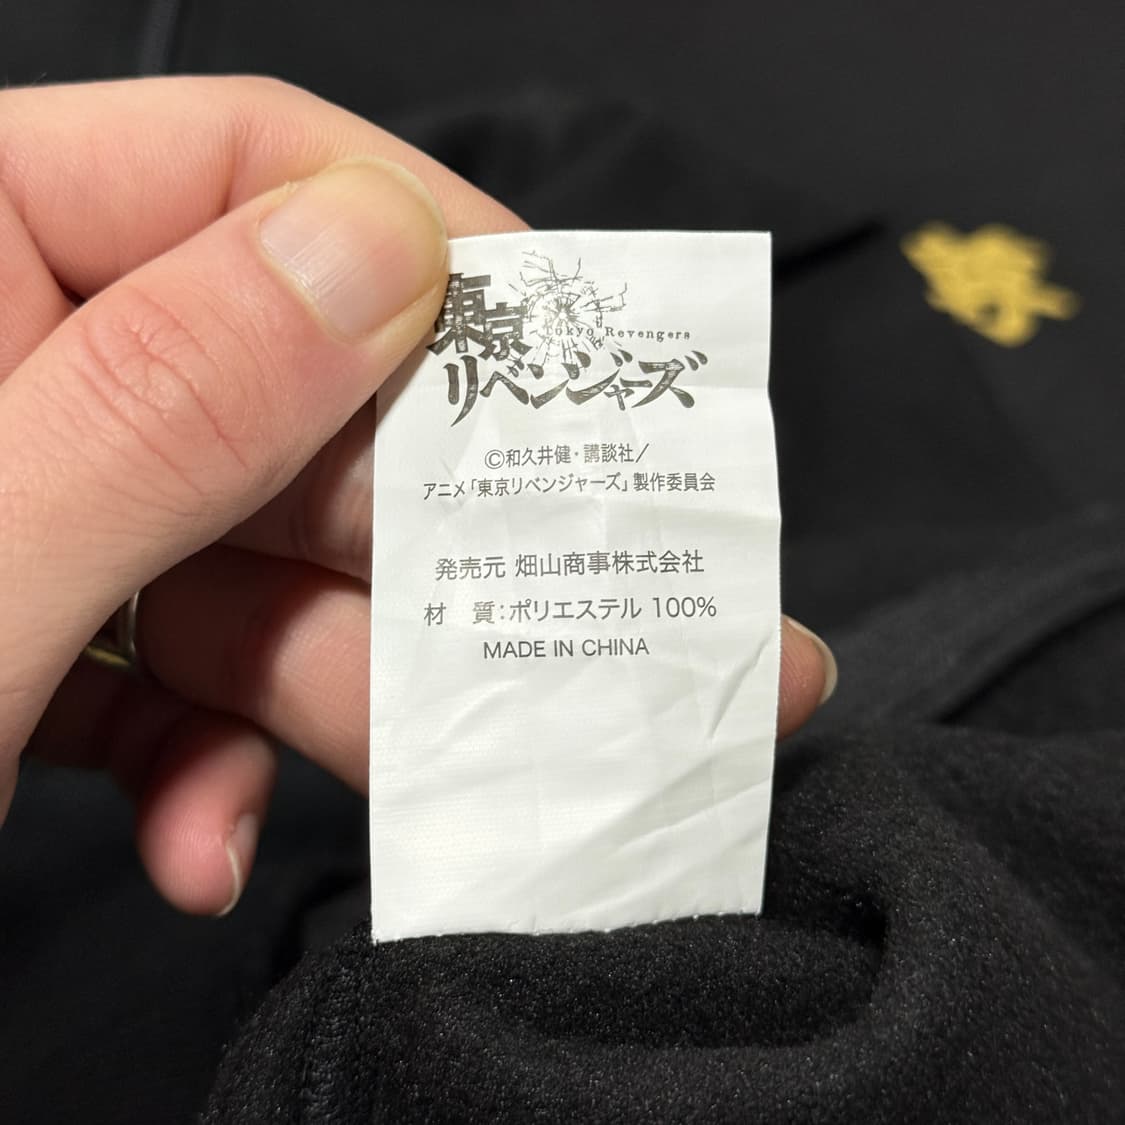 東京
Tokyo Revengers
リベンジャーズ
©和久井健・講談社／
アニメ「東京リベンジャーズ」製作委員会
発売元 畑山商事株式会社
材　質：ポリエステル 100%
MADE IN CHINA